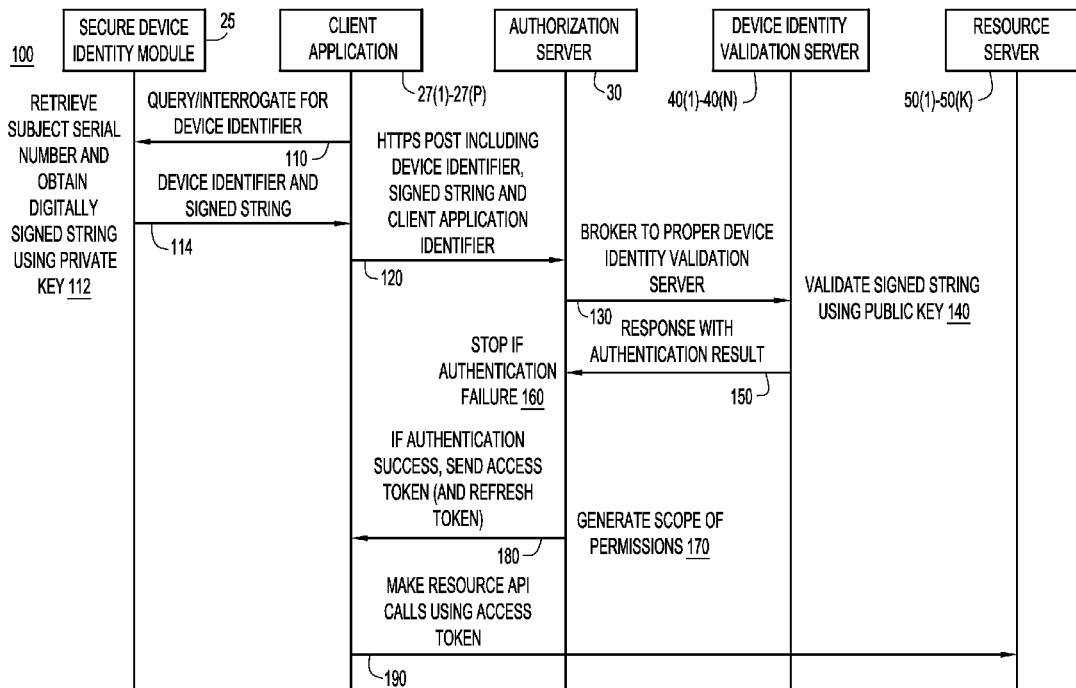 100
SECURE DEVICE
IDENTITY MODULE
25
CLIENT
APPLICATION
27(1)-27(P)
AUTHORIZATION
SERVER
30
DEVICE IDENTITY
VALIDATION SERVER
40(1)-40(N)
RESOURCE
SERVER
50(1)-50(K)
RETRIEVE
SUBJECT SERIAL
NUMBER AND
OBTAIN
DIGITALLY
SIGNED STRING
USING PRIVATE
KEY 112
QUERY/INTERROGATE FOR
DEVICE IDENTIFIER
110
DEVICE IDENTIFIER AND
SIGNED STRING
114
HTTPS POST INCLUDING
DEVICE IDENTIFIER,
SIGNED STRING AND
CLIENT APPLICATION
IDENTIFIER
120
BROKER TO PROPER DEVICE
IDENTITY VALIDATION
SERVER
130
VALIDATE SIGNED STRING
USING PUBLIC KEY 140
RESPONSE WITH
AUTHENTICATION RESULT
150
STOP IF
AUTHENTICATION
FAILURE 160
IF AUTHENTICATION
SUCCESS, SEND ACCESS
TOKEN (AND REFRESH
TOKEN)
180
GENERATE SCOPE OF
PERMISSIONS 170
MAKE RESOURCE API
CALLS USING ACCESS
TOKEN
190